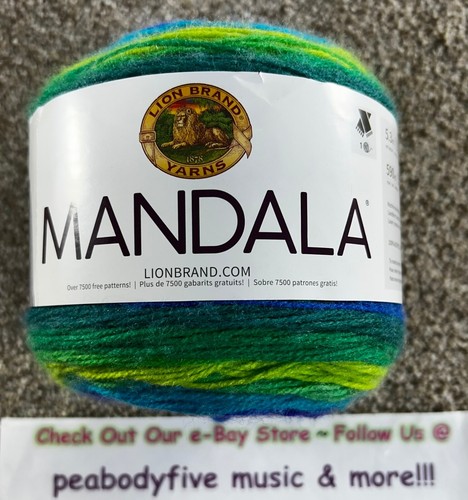 LION BRAND®
1878
YARNS
MANDALA®
LIONBRAND.COM
Over 7500 free patterns! | Plus de 7500 gabarits gratuits! | Sobre 7500 patrones gratis!
Check Out Our e-Bay Store ~ Follow Us @
peabodyfive music & more!!!